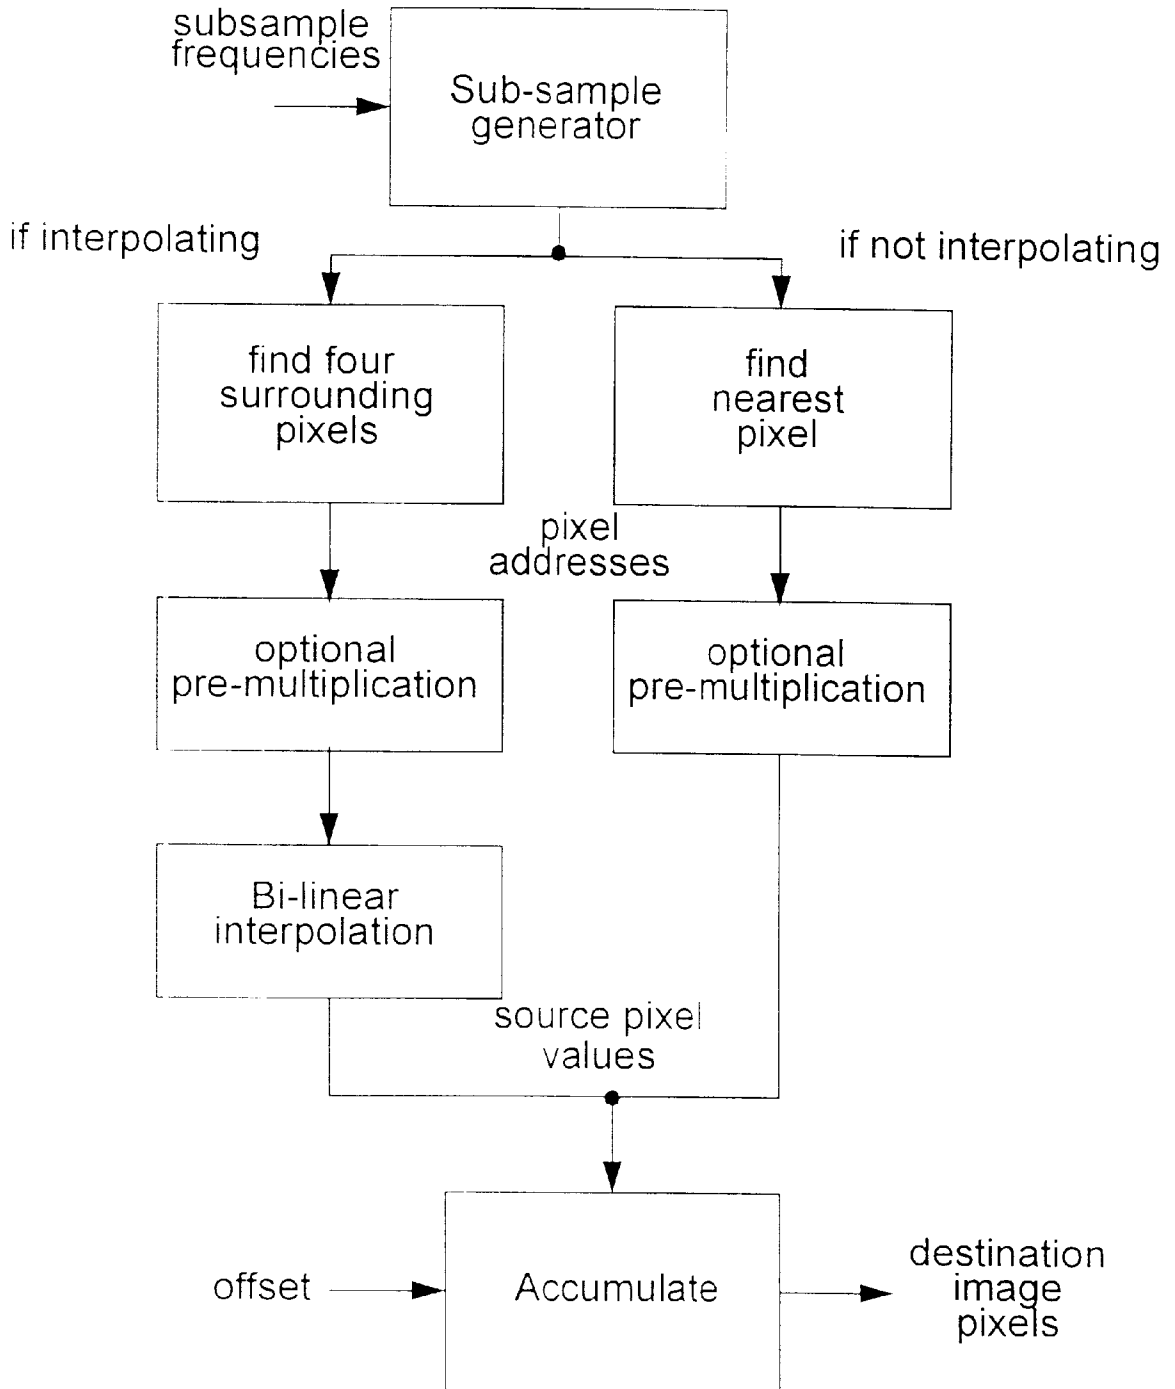 subsample
frequencies
Sub-sample
generator
if interpolating
if not interpolating
find four
surrounding
pixels
find
nearest
pixel
pixel
addresses
optional
pre-multiplication
optional
pre-multiplication
Bi-linear
interpolation
source pixel
values
offset
Accumulate
destination
image
pixels